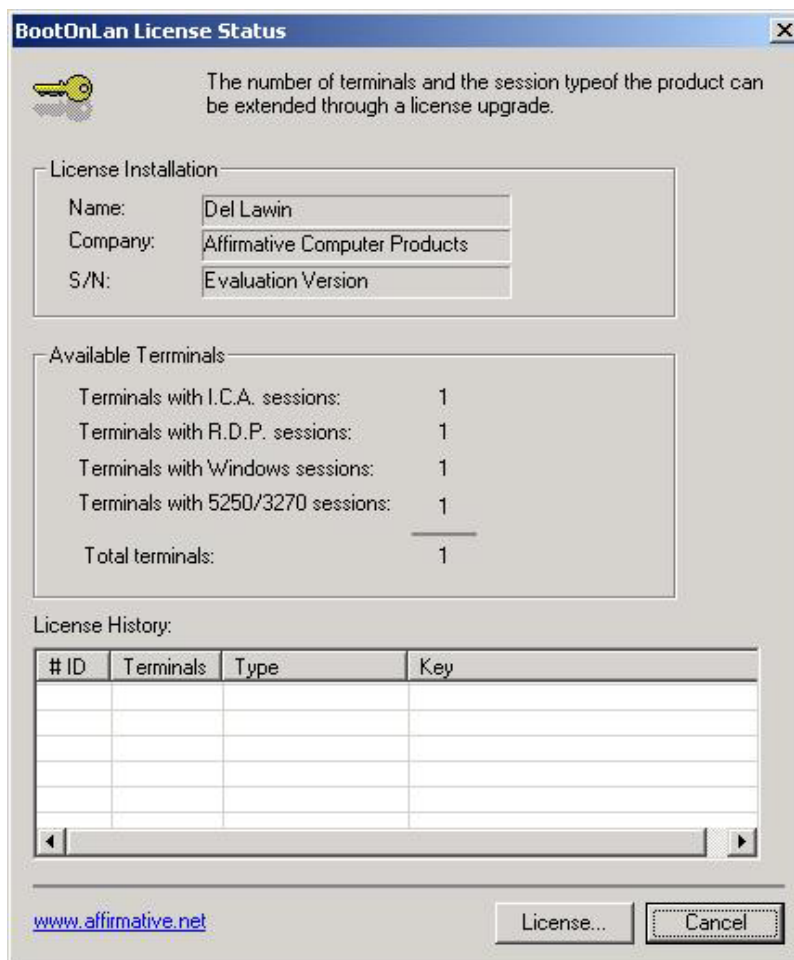 BootOnLan License Status
The number of terminals and the session typeof the product can
be extended through a license upgrade.
License Installation
Name: Del Lawin
Company: Affirmative Computer Products
S/N: Evaluation Version
Available Terrminals
Terminals with I.C.A. sessions: 1
Terminals with R.D.P. sessions: 1
Terminals with Windows sessions: 1
Terminals with 5250/3270 sessions: 1
Total terminals: 1
License History:
# ID Terminals Type Key
www.affirmative.net License... Cancel